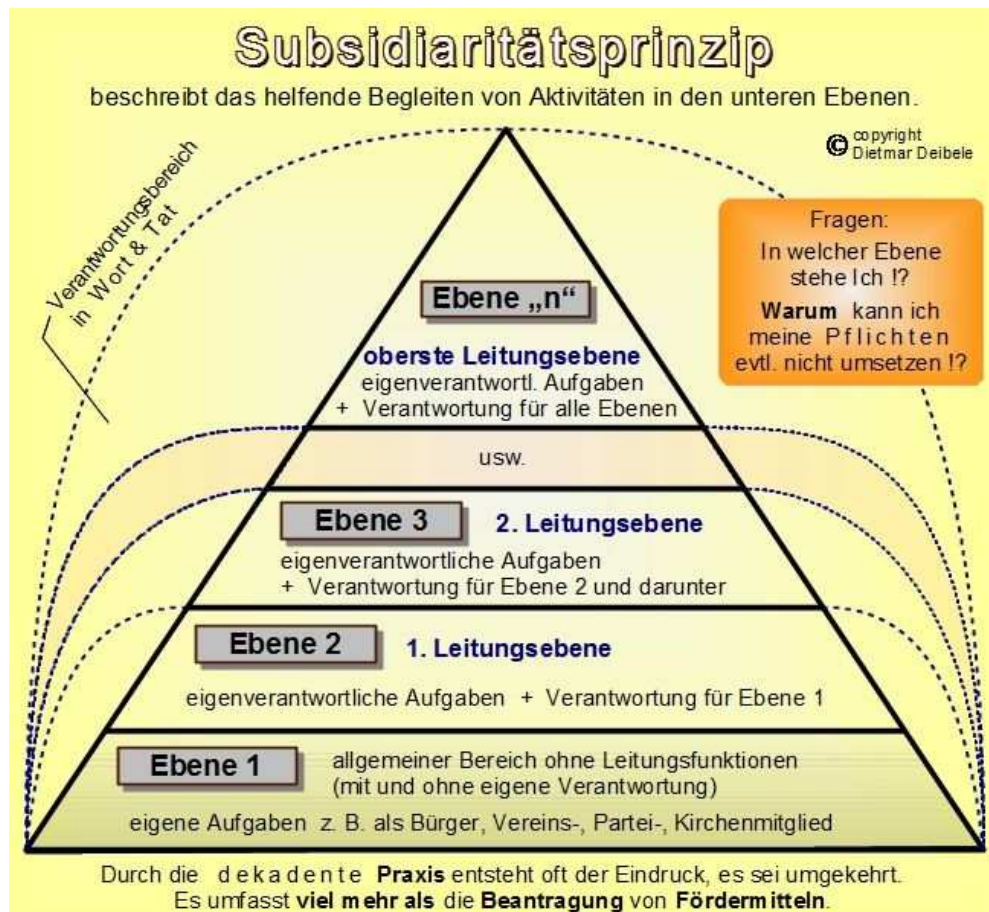 Subsidiaritätsprinzip
beschreibt das helfende Begleiten von Aktivitäten in den unteren Ebenen.
© copyright
Dietmar Deibele
Verantwortungsbereich
in Wort & Tat
Fragen:
In welcher Ebene
stehe Ich !?
Warum kann ich
meine Pflichten
evtl. nicht umsetzen !?
Ebene „n“
oberste Leitungsebene
eigenverantwortl. Aufgaben
+ Verantwortung für alle Ebenen
usw.
Ebene 3 2. Leitungsebene
eigenverantwortliche Aufgaben
+ Verantwortung für Ebene 2 und darunter
Ebene 2 1. Leitungsebene
eigenverantwortliche Aufgaben + Verantwortung für Ebene 1
Ebene 1 allgemeiner Bereich ohne Leitungsfunktionen
(mit und ohne eigene Verantwortung)
eigene Aufgaben z. B. als Bürger, Vereins-, Partei-, Kirchenmitglied
Durch die dekadente Praxis entsteht oft der Eindruck, es sei umgekehrt.
Es umfasst viel mehr als die Beantragung von Fördermitteln.